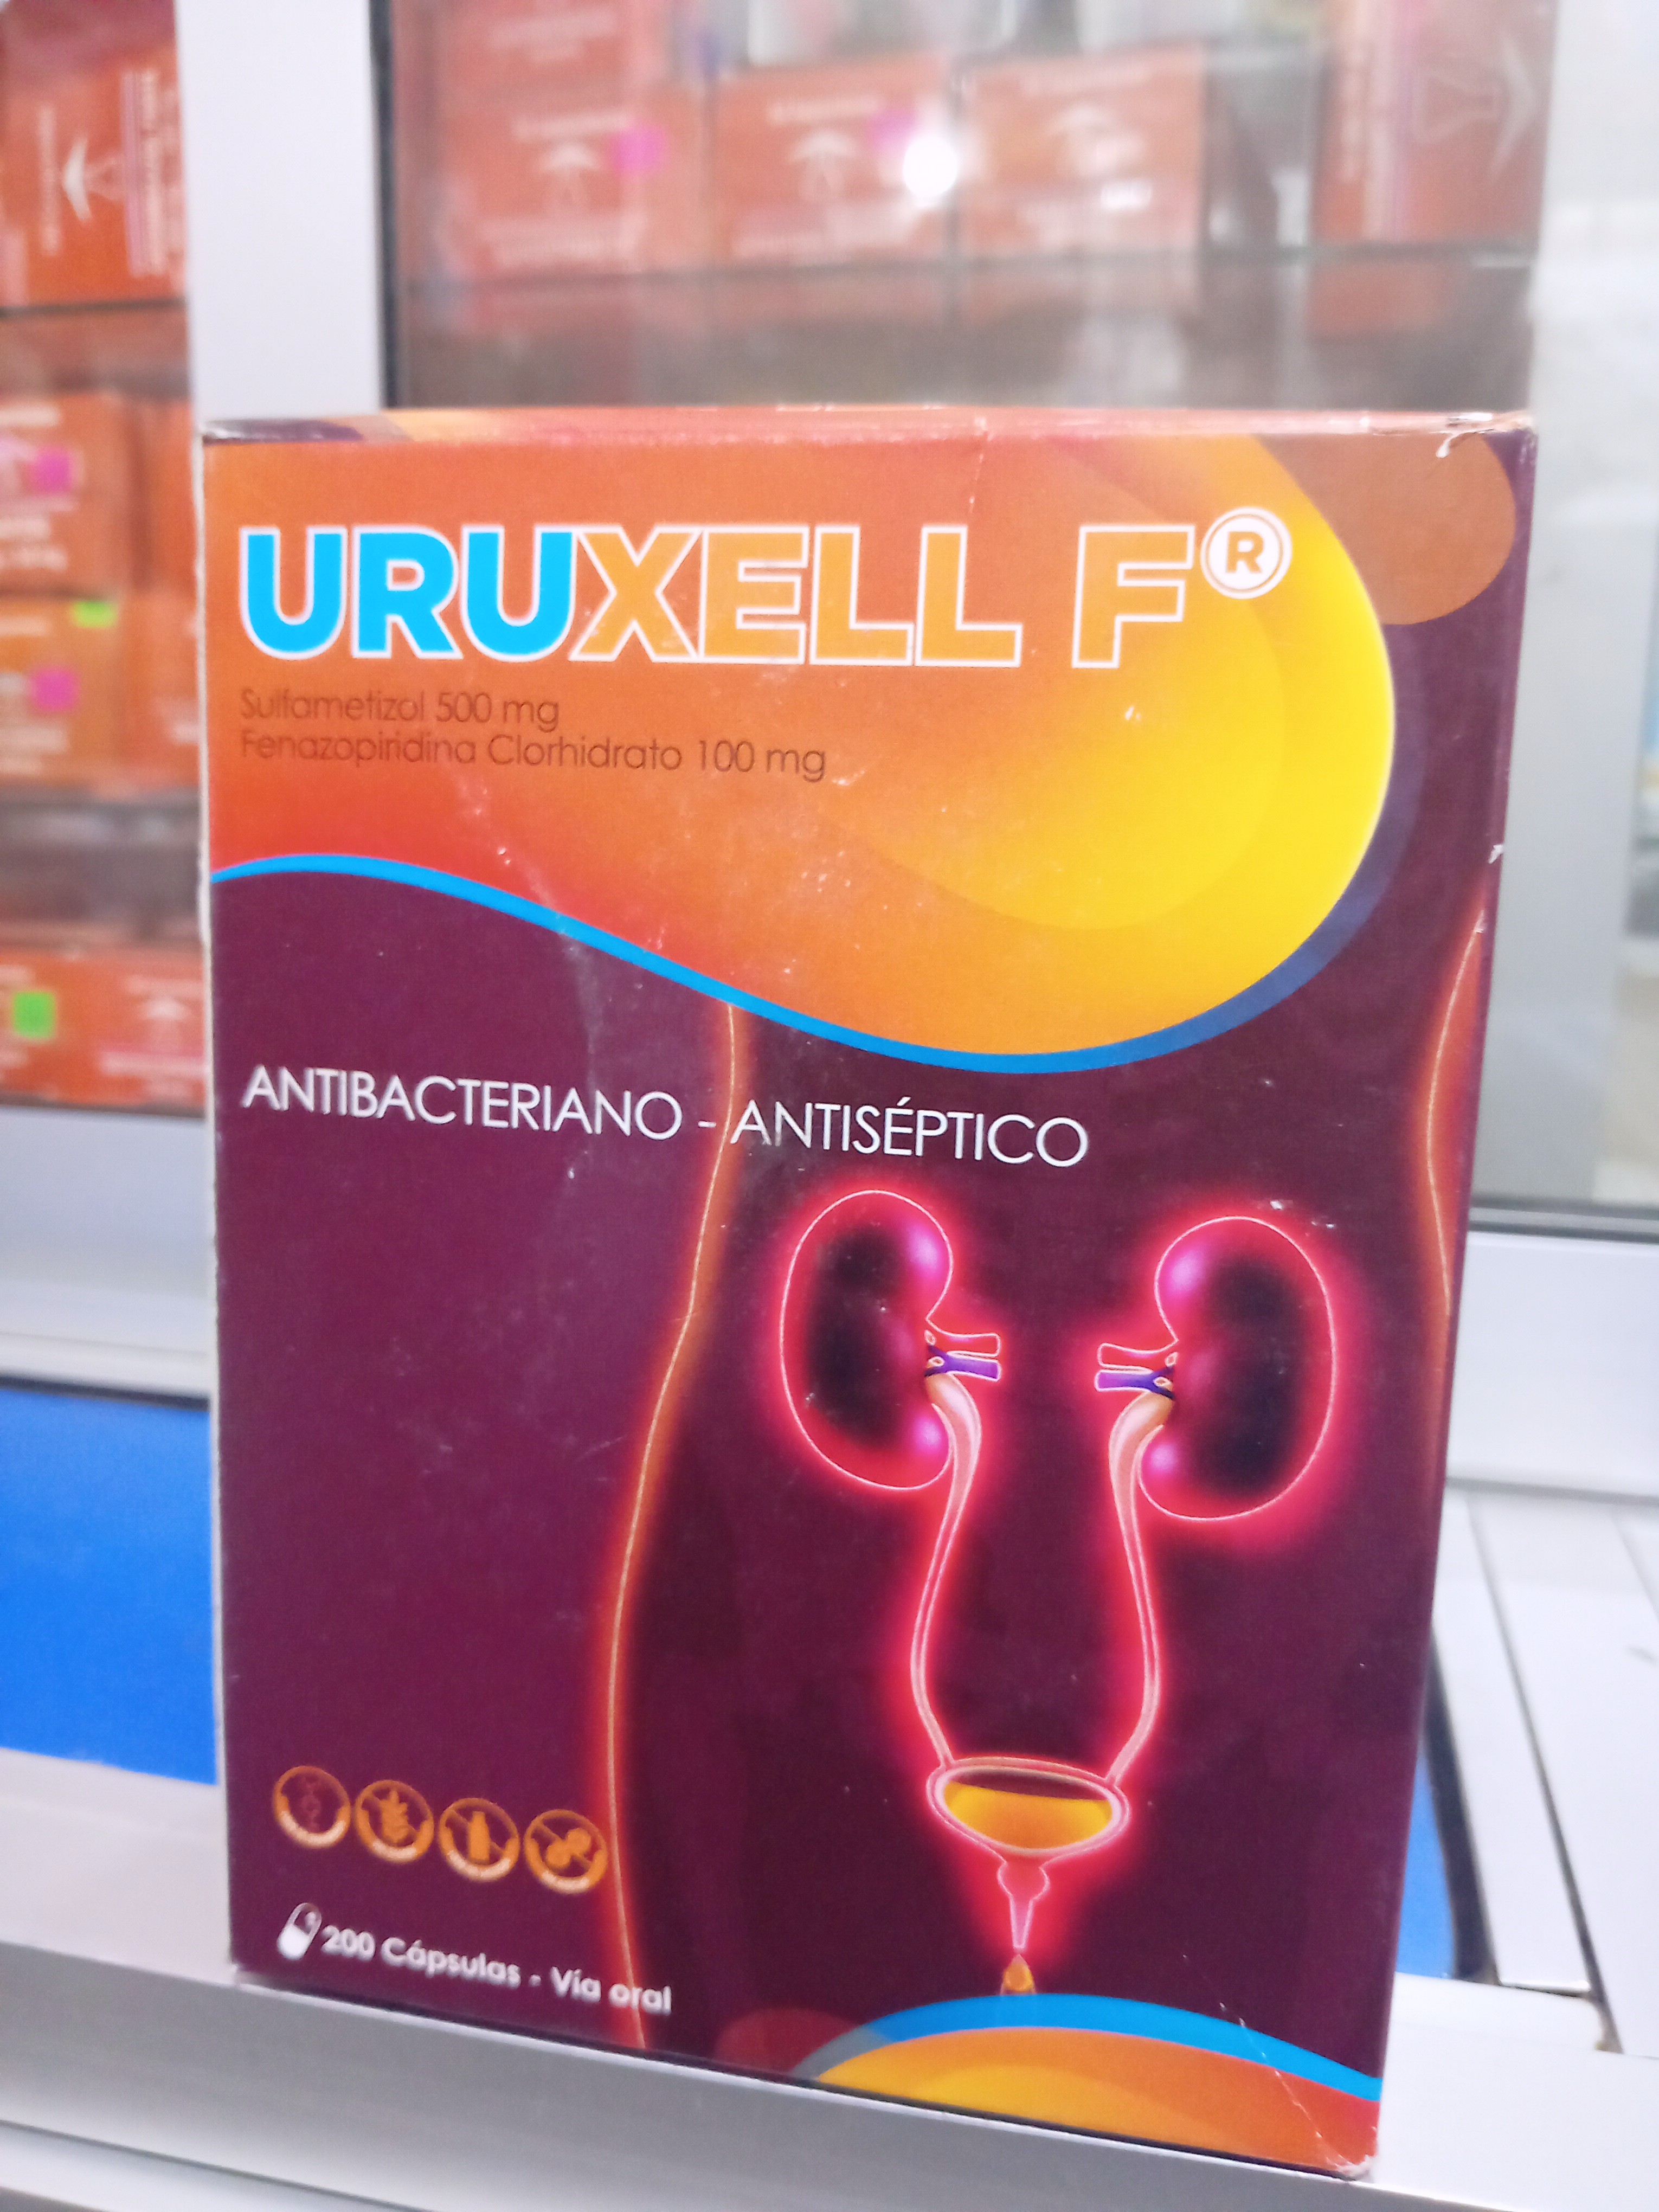 URUXELL F®
Sulfametizol 500 mg
Fenazopiridina Clorhidrato 100 mg
ANTIBACTERIANO - ANTISÉPTICO
200 Cápsulas - Vía oral